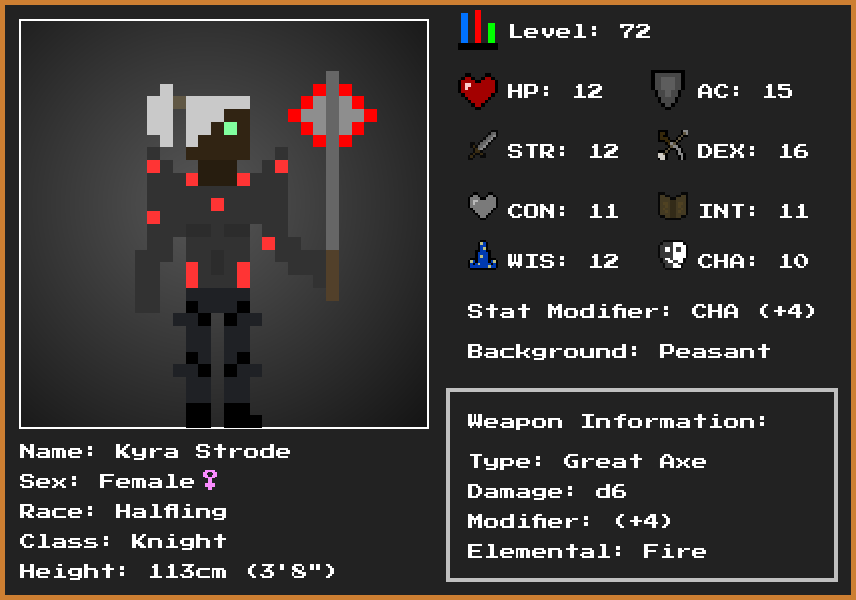 Level: 72
HP: 12 AC: 15
STR: 12 DEX: 16
CON: 11 INT: 11
WIS: 12 CHA: 10
Stat Modifier: CHA (+4)
Background: Peasant
Weapon Information:
Type: Great Axe
Damage: d6
Modifier: (+4)
Elemental: Fire
Name: Kyra Strode
Sex: Female♀
Race: Halfling
Class: Knight
Height: 113cm (3'8")